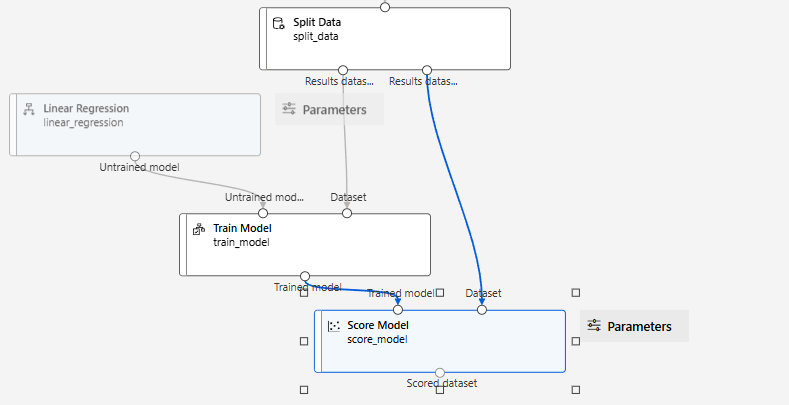 Split Data
split_data
Results datas... Results datas...
Linear Regression
linear_regression
Parameters
Untrained model
Untrained mod... Dataset
Train Model
train_model
Trained model
Trained model Dataset
Score Model
score_model
Parameters
Scored dataset